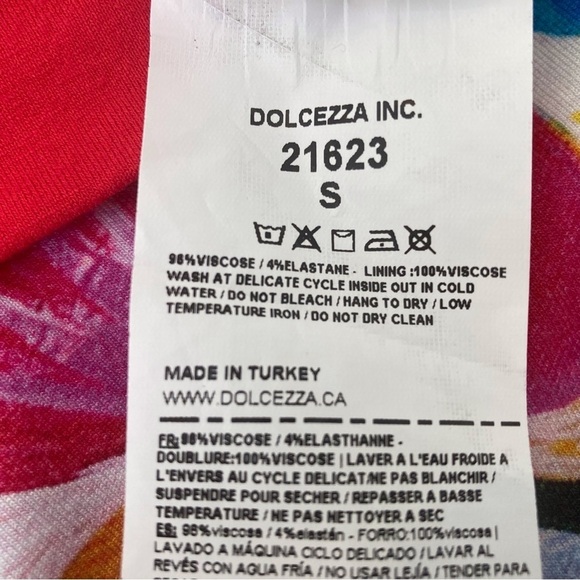 DOLCEZZA INC.
21623
S
96%VISCOSE / 4%ELASTANE - LINING :100%VISCOSE
WASH AT DELICATE CYCLE INSIDE OUT IN COLD
WATER / DO NOT BLEACH / HANG TO DRY / LOW
TEMPERATURE IRON / DO NOT DRY CLEAN
MADE IN TURKEY
WWW.DOLCEZZA.CA
FR: 96%VISCOSE / 4%ELASTHANNE -
DOUBLURE:100%VISCOSE | LAVER A L'EAU FROIDE A
L'ENVERS AU CYCLE DELICAT/NE PAS BLANCHIR /
SUSPENDRE POUR SECHER / REPASSER A BASSE
TEMPERATURE / NE PAS NETTOYER A SEC
ES: 96%viscosa / 4%elastán - FORRO:100%viscosa |
LAVADO A MÁQUINA CICLO DELICADO / LAVAR AL
REVÉS CON AGUA FRÍA / NO USAR LEJÍA / TENDER PARA